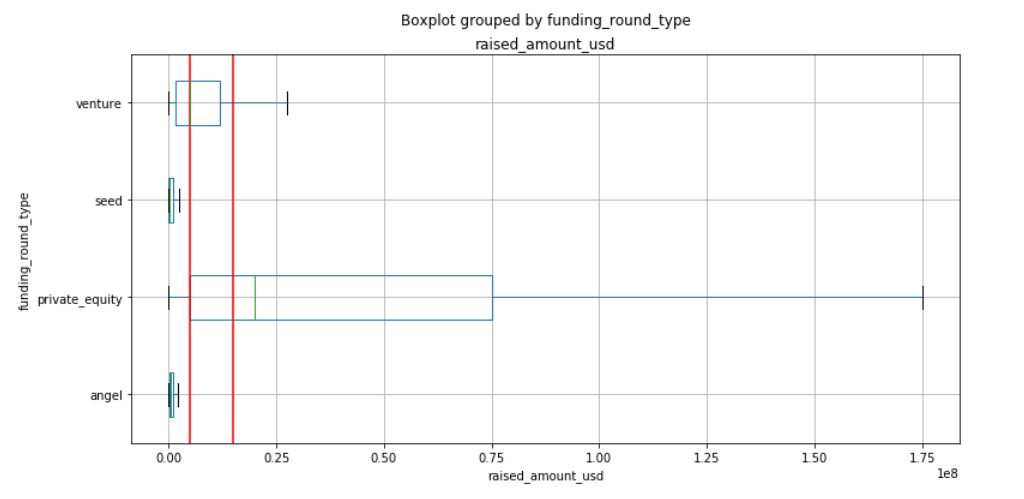 Boxplot grouped by funding_round_type
raised_amount_usd
funding_round_type
venture
seed
private_equity
angel
0.00 0.25 0.50 0.75 1.00 1.25 1.50 1.75
1e8
raised_amount_usd